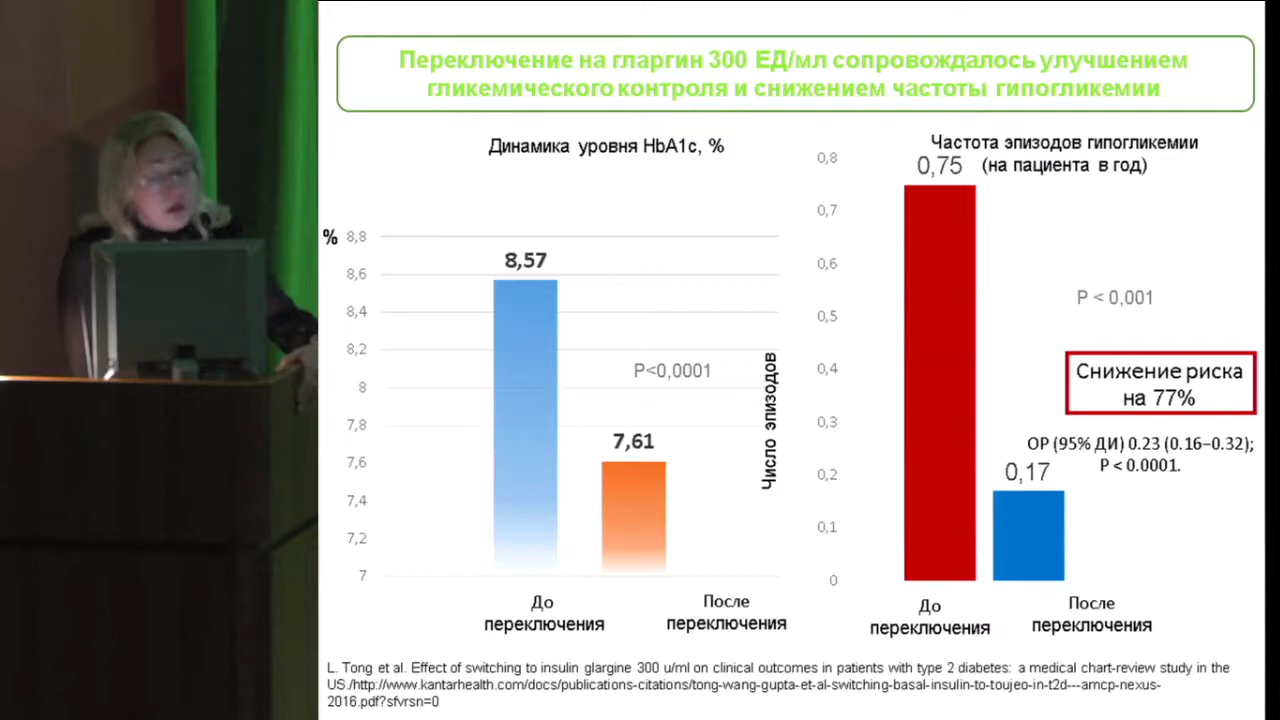 Переключение на гларгин 300 ЕД/мл сопровождалось улучшением
гликемического контроля и снижением частоты гипогликемии
Динамика уровня HbA1c, %
%
8,8
8,6
8,4
8,2
8
7,8
7,6
7,4
7,2
7
8,57
7,61
P<0,0001
До
переключения
После
переключения
Частота эпизодов гипогликемии
(на пациента в год)
Число эпизодов
0,8
0,7
0,6
0,5
0,4
0,3
0,2
0,1
0
0,75
0,17
P < 0,001
Снижение риска
на 77%
ОР (95% ДИ) 0.23 (0.16–0.32);
P < 0.0001.
До
переключения
После
переключения
L. Tong et al. Effect of switching to insulin glargine 300 u/ml on clinical outcomes in patients with type 2 diabetes: a medical chart-review study in the
US./http://www.kantarhealth.com/docs/publications-citations/tong-wang-gupta-et-al-switching-basal-insulin-to-toujeo-in-t2d---amcp-nexus-
2016.pdf?sfvrsn=0